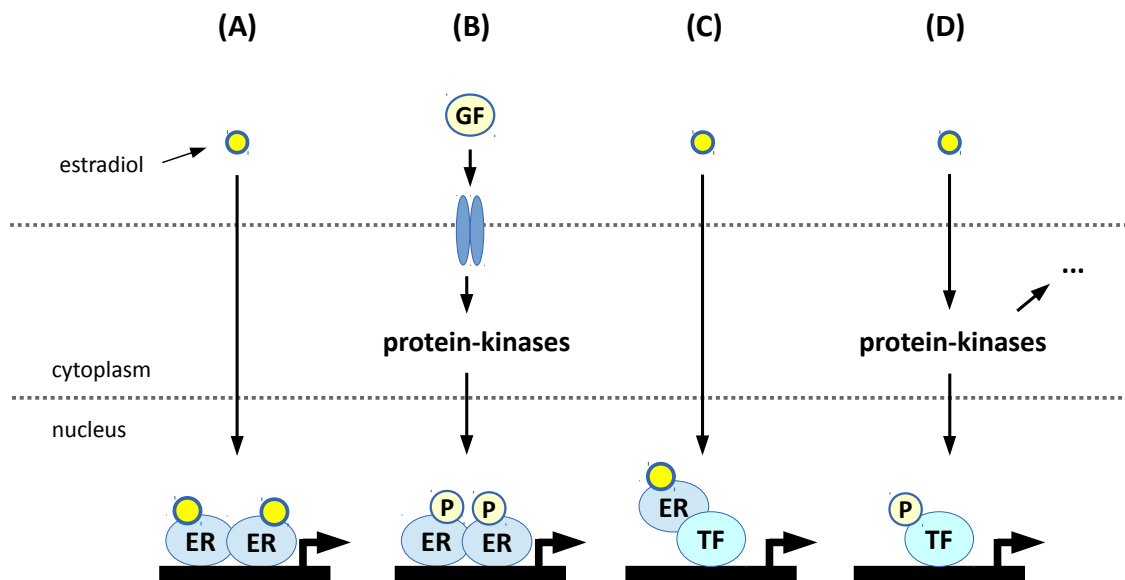 (A) (B) (C) (D)
GF
estradiol
...
protein-kinases protein-kinases
cytoplasm
nucleus
P P ER P
ER ER ER ER TF TF